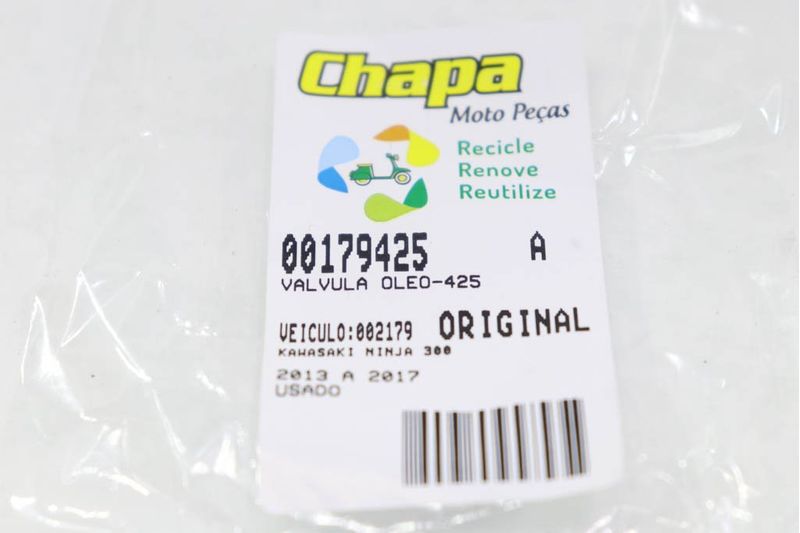 Chapa
Moto Peças
Recicle
Renove
Reutilize
00179425 A
VALVULA OLEO-425
VEICULO:002179 ORIGINAL
KAWASAKI NINJA 300
2013 A 2017
USADO